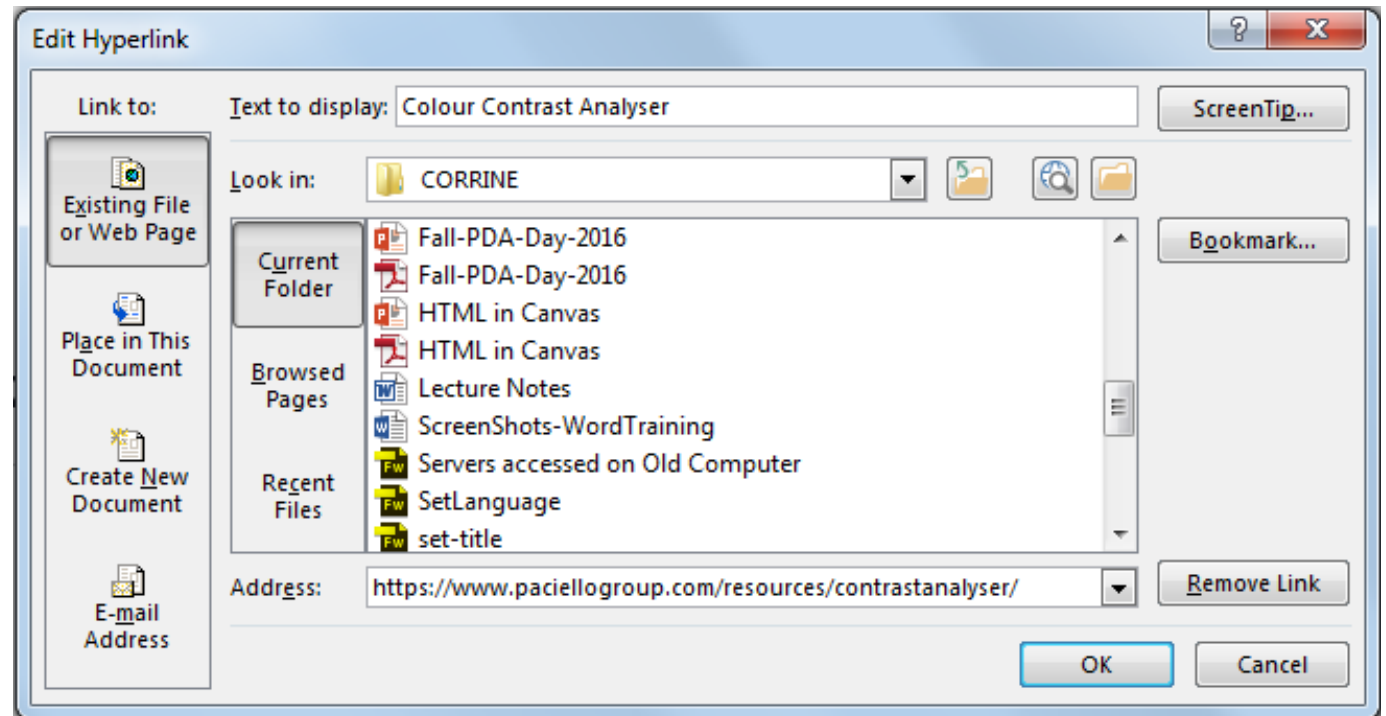 Edit Hyperlink
Link to:
Text to display: Colour Contrast Analyser
ScreenTip...
Existing File
or Web Page
Look in: CORRINE
Current
Folder
Fall-PDA-Day-2016
Fall-PDA-Day-2016
HTML in Canvas
HTML in Canvas
Lecture Notes
ScreenShots-WordTraining
Servers accessed on Old Computer
SetLanguage
set-title
Bookmark...
Place in This
Document
Browsed
Pages
Create New
Document
Recent
Files
E-mail
Address
Address: https://www.paciellogroup.com/resources/contrastanalyser/
Remove Link
OK
Cancel